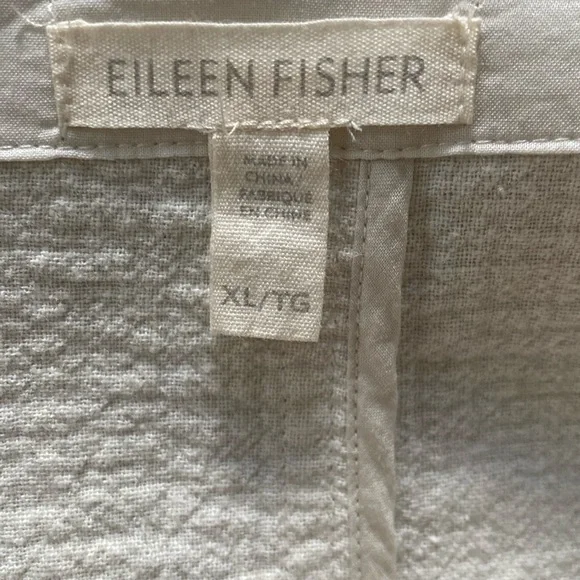 EILEEN FISHER
MADE IN
CHINA
FABRIQUÉ
EN CHINE
XL/TG